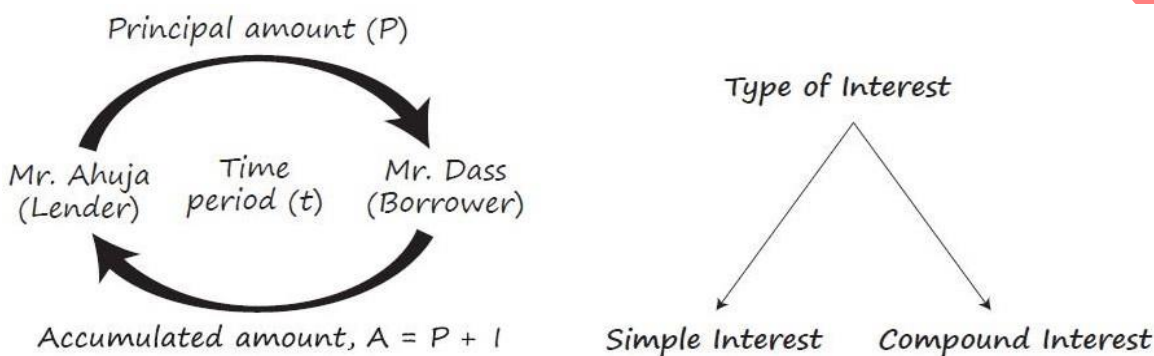 Principal amount (P)
Mr. Ahuja
(Lender)
Time
period (t)
Mr. Dass
(Borrower)
Accumulated amount, A = P + I
Type of Interest
Simple Interest
Compound Interest